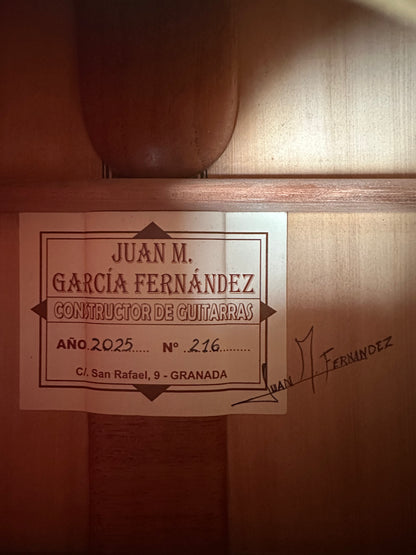 JUAN M.
GARCÍA FERNÁNDEZ
CONSTRUCTOR DE GUITARRAS
AÑO 2025..... Nº ..216..........
C/. San Rafael, 9 - GRANADA
JUAN M. FERNANDEZ